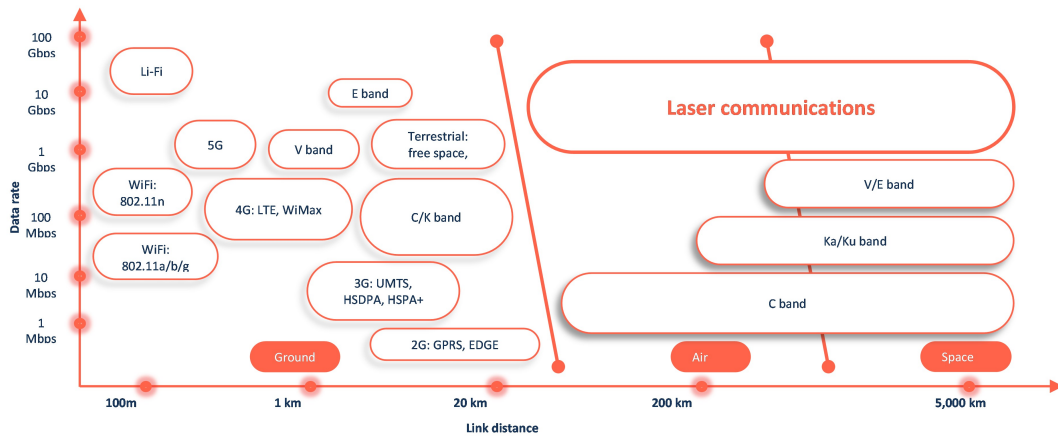 100
Gbps
10
Gbps
1
Gbps
100
Mbps
10
Mbps
1
Mbps
Data rate
Li-Fi
E band
5G
V band
Terrestrial:
free space,
WiFi:
802.11n
4G: LTE, WiMax
C/K band
WiFi:
802.11a/b/g
3G: UMTS,
HSDPA, HSPA+
2G: GPRS, EDGE
Laser communications
V/E band
Ka/Ku band
C band
Ground
Air
Space
100m
1 km
20 km
200 km
5,000 km
Link distance